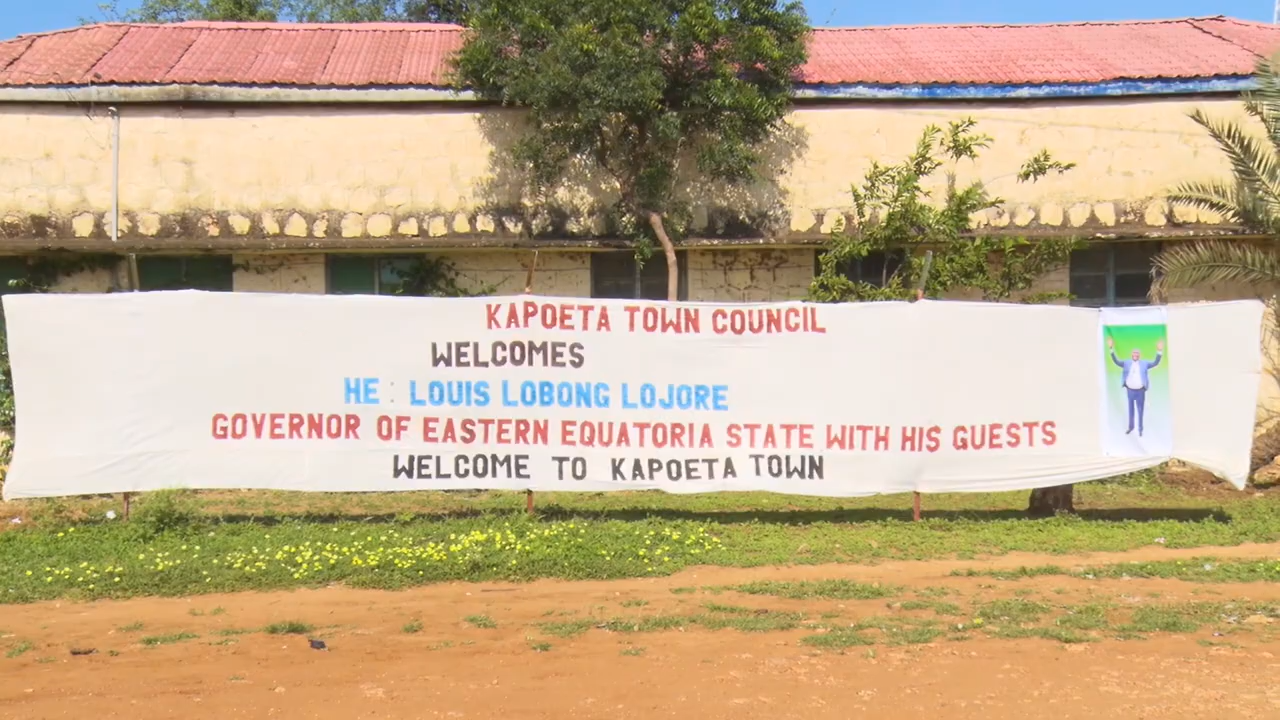 KAPOETA TOWN COUNCIL
WELCOMES
HE : LOUIS LOBONG LOJORE
GOVERNOR OF EASTERN EQUATORIA STATE WITH HIS GUESTS
WELCOME TO KAPOETA TOWN